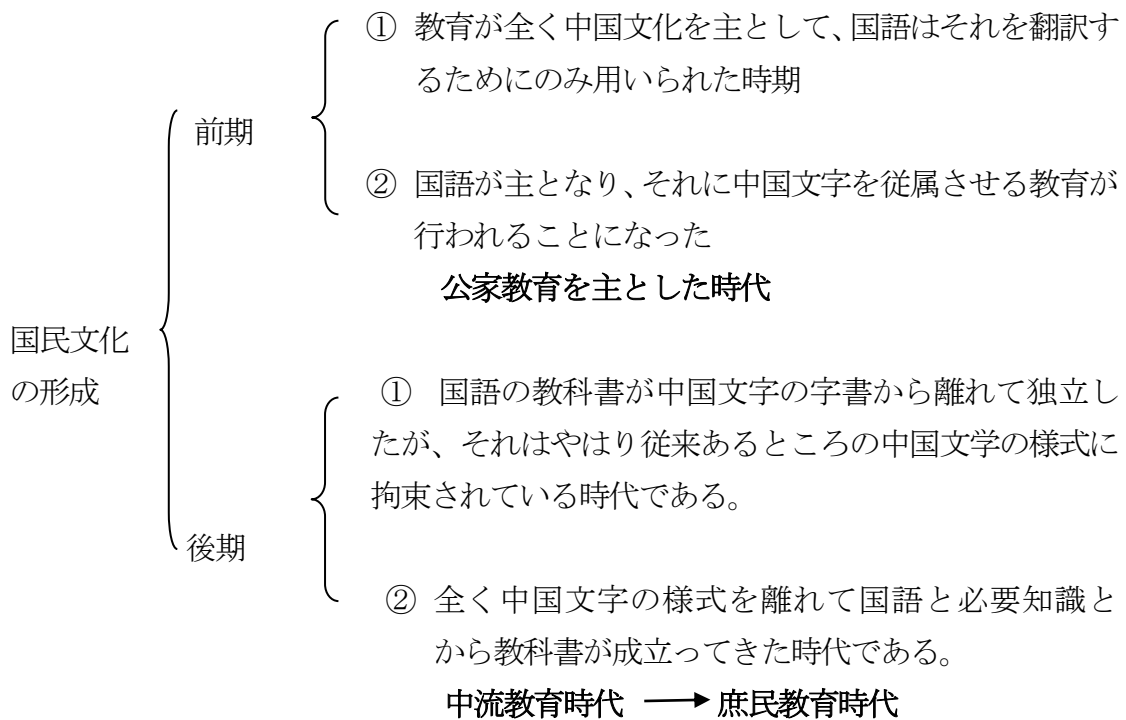 ① 教育が全く中国文化を主として、国語はそれを翻訳す
るためにのみ用いられた時期
前期
② 国語が主となり、それに中国文字を従属させる教育が
行われることになった
公家教育を主とした時代
国民文化
の形成
① 国語の教科書が中国文字の字書から離れて独立し
たが、それはやはり従来あるところの中国文学の様式に
拘束されている時代である。
後期
② 全く中国文字の様式を離れて国語と必要知識と
から教科書が成立ってきた時代である。
中流教育時代 → 庶民教育時代